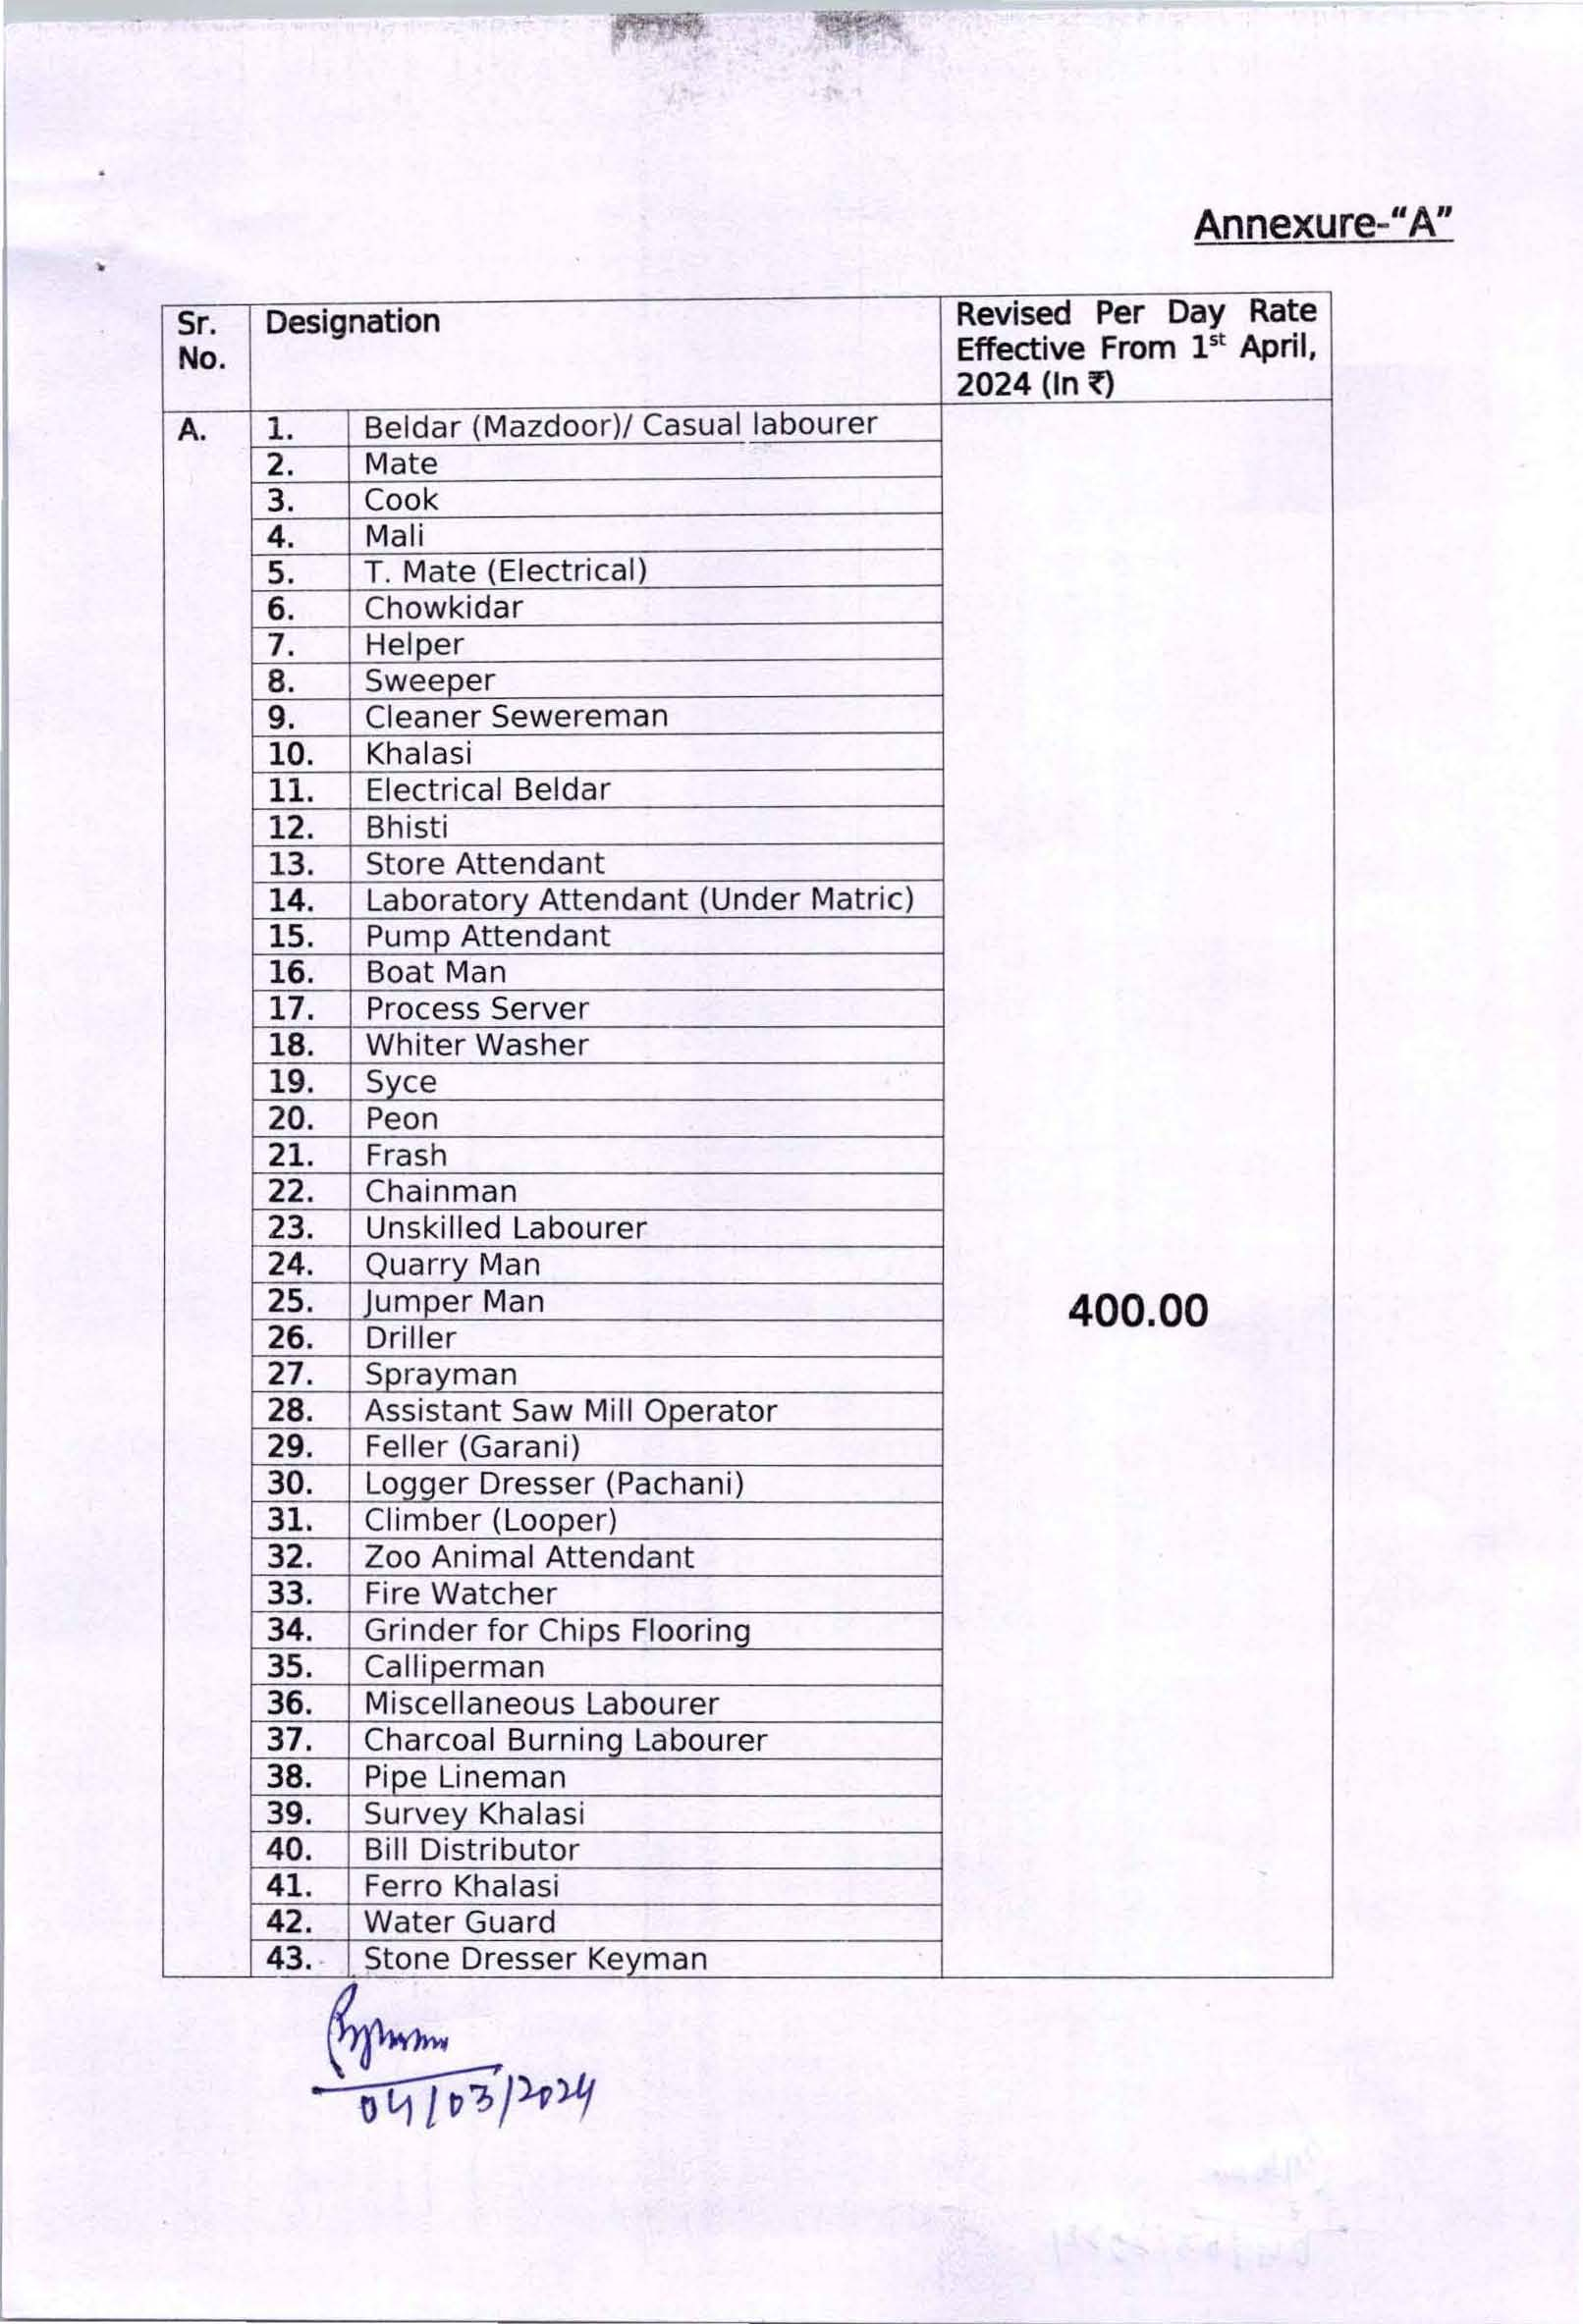 Annexure-“A”
Sr. No. Designation Revised Per Day Rate Effective From 1st April, 2024 (In ₹)
A. 1. Beldar (Mazdoor)/ Casual labourer
2. Mate
3. Cook
4. Mali
5. T. Mate (Electrical)
6. Chowkidar
7. Helper
8. Sweeper
9. Cleaner Sewereman
10. Khalasi
11. Electrical Beldar
12. Bhisti
13. Store Attendant
14. Laboratory Attendant (Under Matric)
15. Pump Attendant
16. Boat Man
17. Process Server
18. Whiter Washer
19. Syce
20. Peon
21. Frash
22. Chainman
23. Unskilled Labourer
24. Quarry Man
25. Jumper Man 400.00
26. Driller
27. Sprayman
28. Assistant Saw Mill Operator
29. Feller (Garani)
30. Logger Dresser (Pachani)
31. Climber (Looper)
32. Zoo Animal Attendant
33. Fire Watcher
34. Grinder for Chips Flooring
35. Calliperman
36. Miscellaneous Labourer
37. Charcoal Burning Labourer
38. Pipe Lineman
39. Survey Khalasi
40. Bill Distributor
41. Ferro Khalasi
42. Water Guard
43. Stone Dresser Keyman
04/03/2024